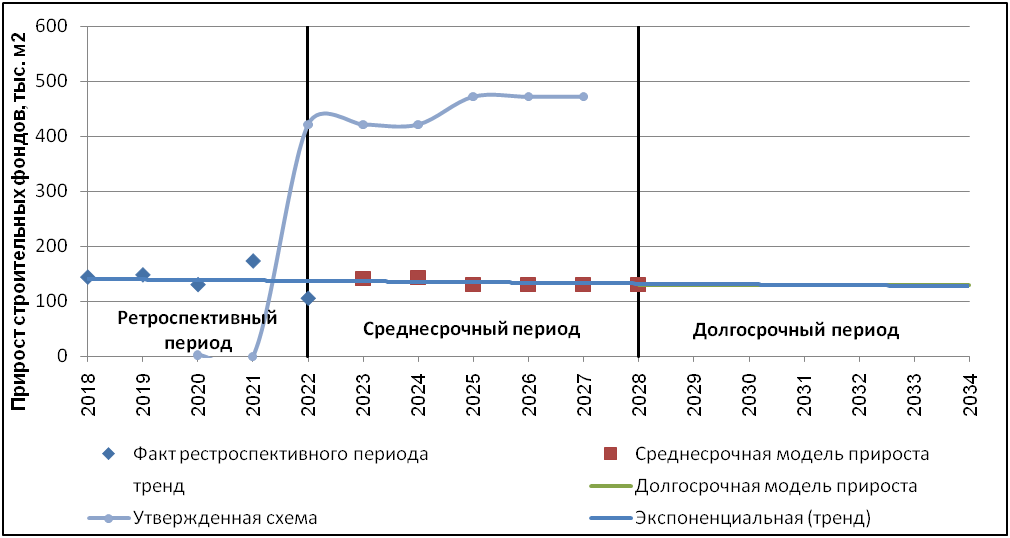 Прирост строительных фондов, тыс. м2
600
500
400
300
200
100
0
Ретроспективный
период
Среднесрочный период
Долгосрочный период
2018
2019
2020
2021
2022
2023
2024
2025
2026
2027
2028
2029
2030
2031
2032
2033
2034
Факт рестроспективного периода
Среднесрочная модель прироста
тренд
Долгосрочная модель прироста
Утвержденная схема
Экспоненциальная (тренд)